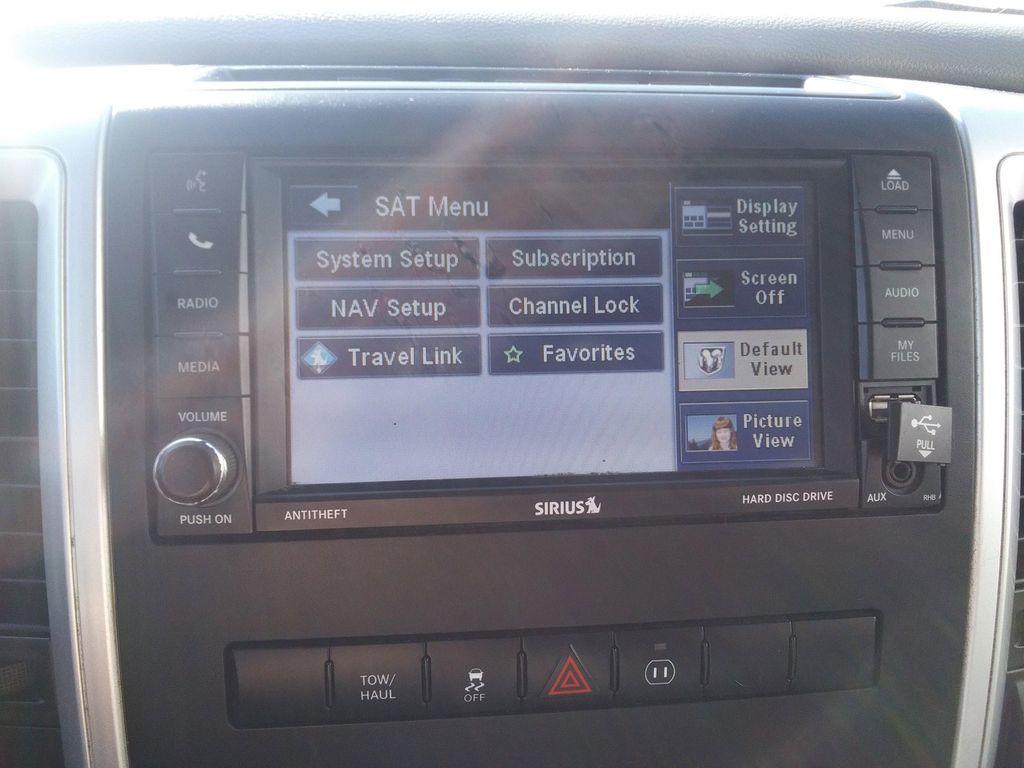 SAT Menu
System Setup
Subscription
NAV Setup
Channel Lock
Travel Link
Favorites
Display
Setting
Screen
Off
Default
View
Picture
View
RADIO
MEDIA
VOLUME
PUSH ON
LOAD
MENU
AUDIO
MY
FILES
PULL
AUX
RHB
ANTITHEFT
SIRIUS
HARD DISC DRIVE
TOW/
HAUL
OFF